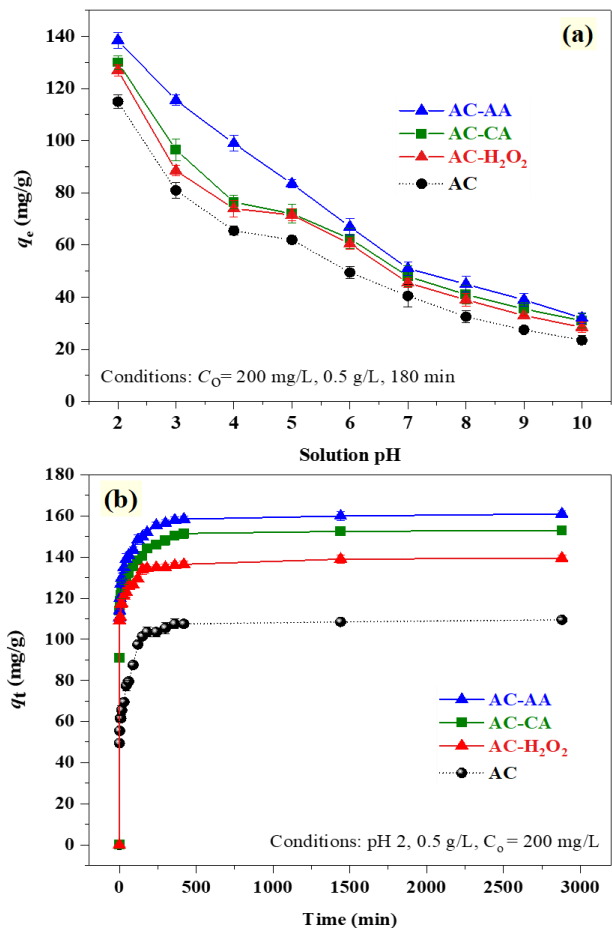 (a)
140
120
100
80
60
40
20
0
qe (mg/g)
AC-AA
AC-CA
AC-H2O2
AC
Conditions: CO= 200 mg/L, 0.5 g/L, 180 min
2 3 4 5 6 7 8 9 10
Solution pH
(b)
180
160
140
120
100
80
60
40
20
0
qt (mg/g)
AC-AA
AC-CA
AC-H2O2
AC
Conditions: pH 2, 0.5 g/L, Co = 200 mg/L
0 500 1000 1500 2000 2500 3000
Time (min)